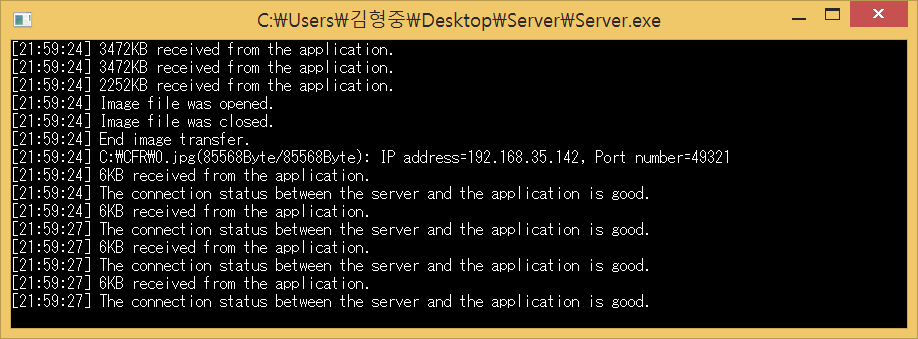 C:₩Users₩김형중₩Desktop₩Server₩Server.exe
[21:59:24] 3472KB received from the application.
[21:59:24] 3472KB received from the application.
[21:59:24] 2252KB received from the application.
[21:59:24] Image file was opened.
[21:59:24] Image file was closed.
[21:59:24] End image transfer.
[21:59:24] C:₩CFR₩0.jpg(85568Byte/85568Byte): IP address=192.168.35.142, Port number=49321
[21:59:24] 6KB received from the application.
[21:59:24] The connection status between the server and the application is good.
[21:59:24] 6KB received from the application.
[21:59:27] The connection status between the server and the application is good.
[21:59:27] 6KB received from the application.
[21:59:27] The connection status between the server and the application is good.
[21:59:27] 6KB received from the application.
[21:59:27] The connection status between the server and the application is good.